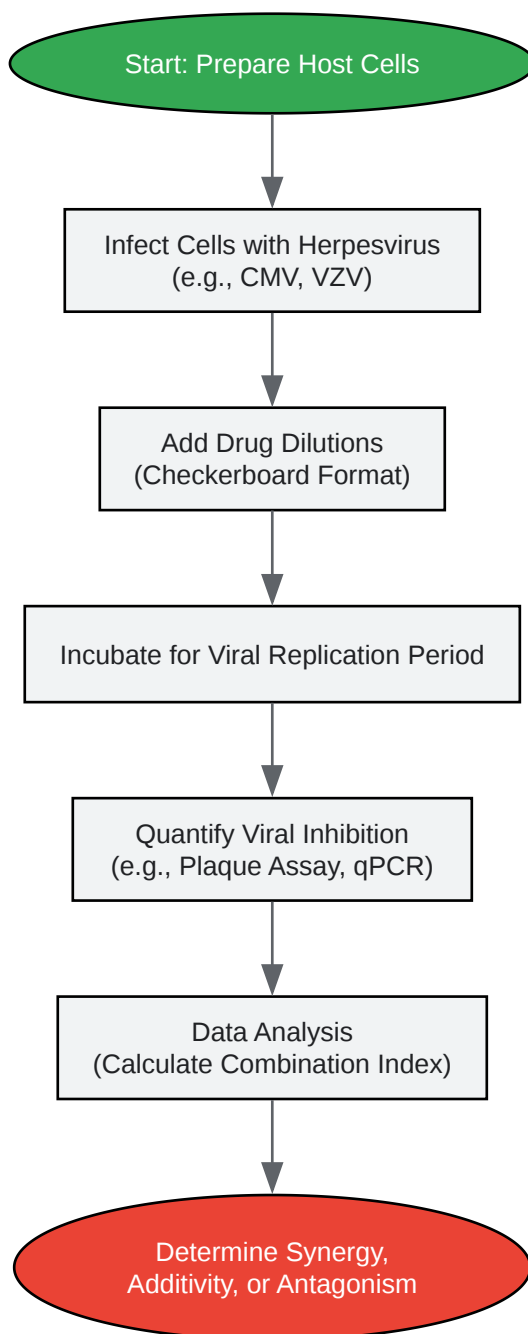 Start: Prepare Host Cells
Infect Cells with Herpesvirus
(e.g., CMV, VZV)
Add Drug Dilutions
(Checkerboard Format)
Incubate for Viral Replication Period
Quantify Viral Inhibition
(e.g., Plaque Assay, qPCR)
Data Analysis
(Calculate Combination Index)
Determine Synergy,
Additivity, or Antagonism